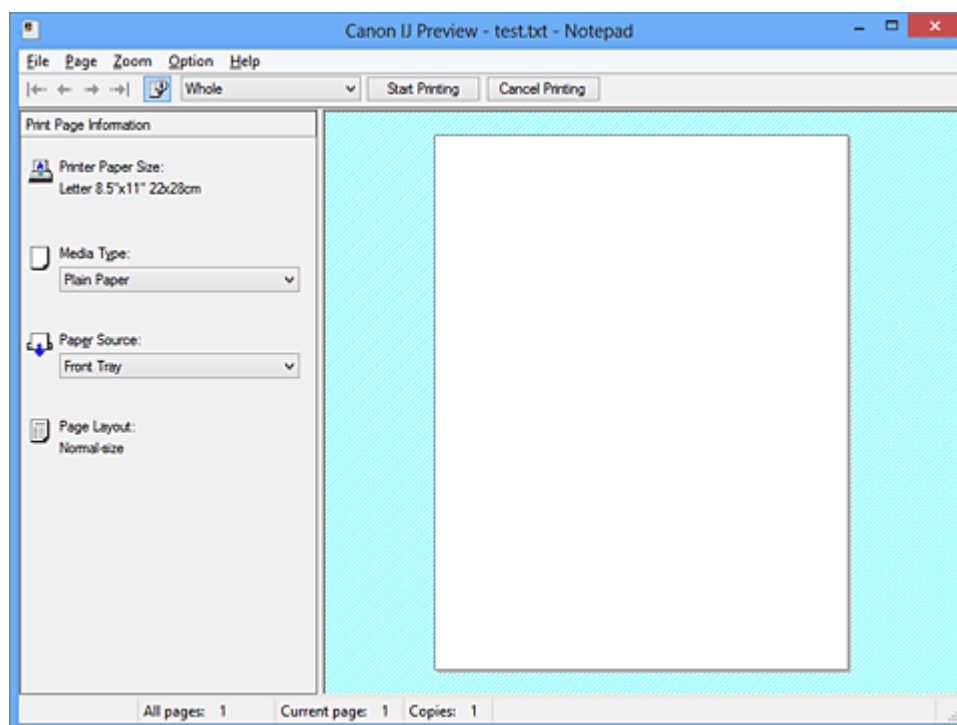 Canon IJ Preview - test.txt - Notepad
File Page Zoom Option Help
Whole Start Printing Cancel Printing
Print Page Information
Printer Paper Size:
Letter 8.5"x11" 22x28cm
Media Type:
Plain Paper
Paper Source:
Front Tray
Page Layout:
Normal-size
All pages: 1 Current page: 1 Copies: 1